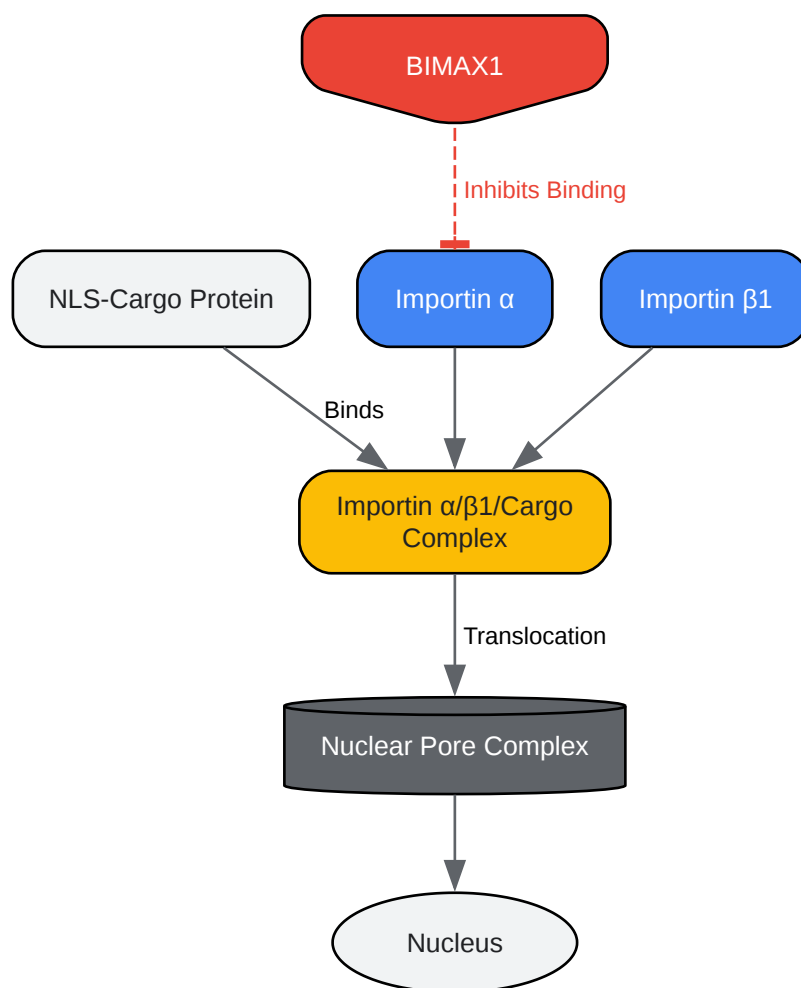 BIMAX1
Inhibits Binding
NLS-Cargo Protein
Importin α
Importin β1
Binds
Importin α/β1/Cargo
Complex
Translocation
Nuclear Pore Complex
Nucleus